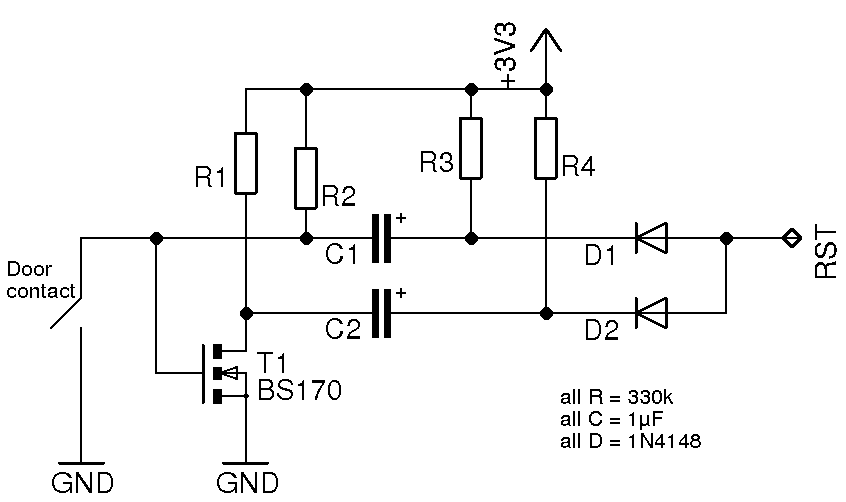 +3V3
R1
R2
R3
R4
C1
+
D1
RST
Door
contact
C2
+
D2
T1
BS170
all R = 330k
all C = 1µF
all D = 1N4148
GND
GND